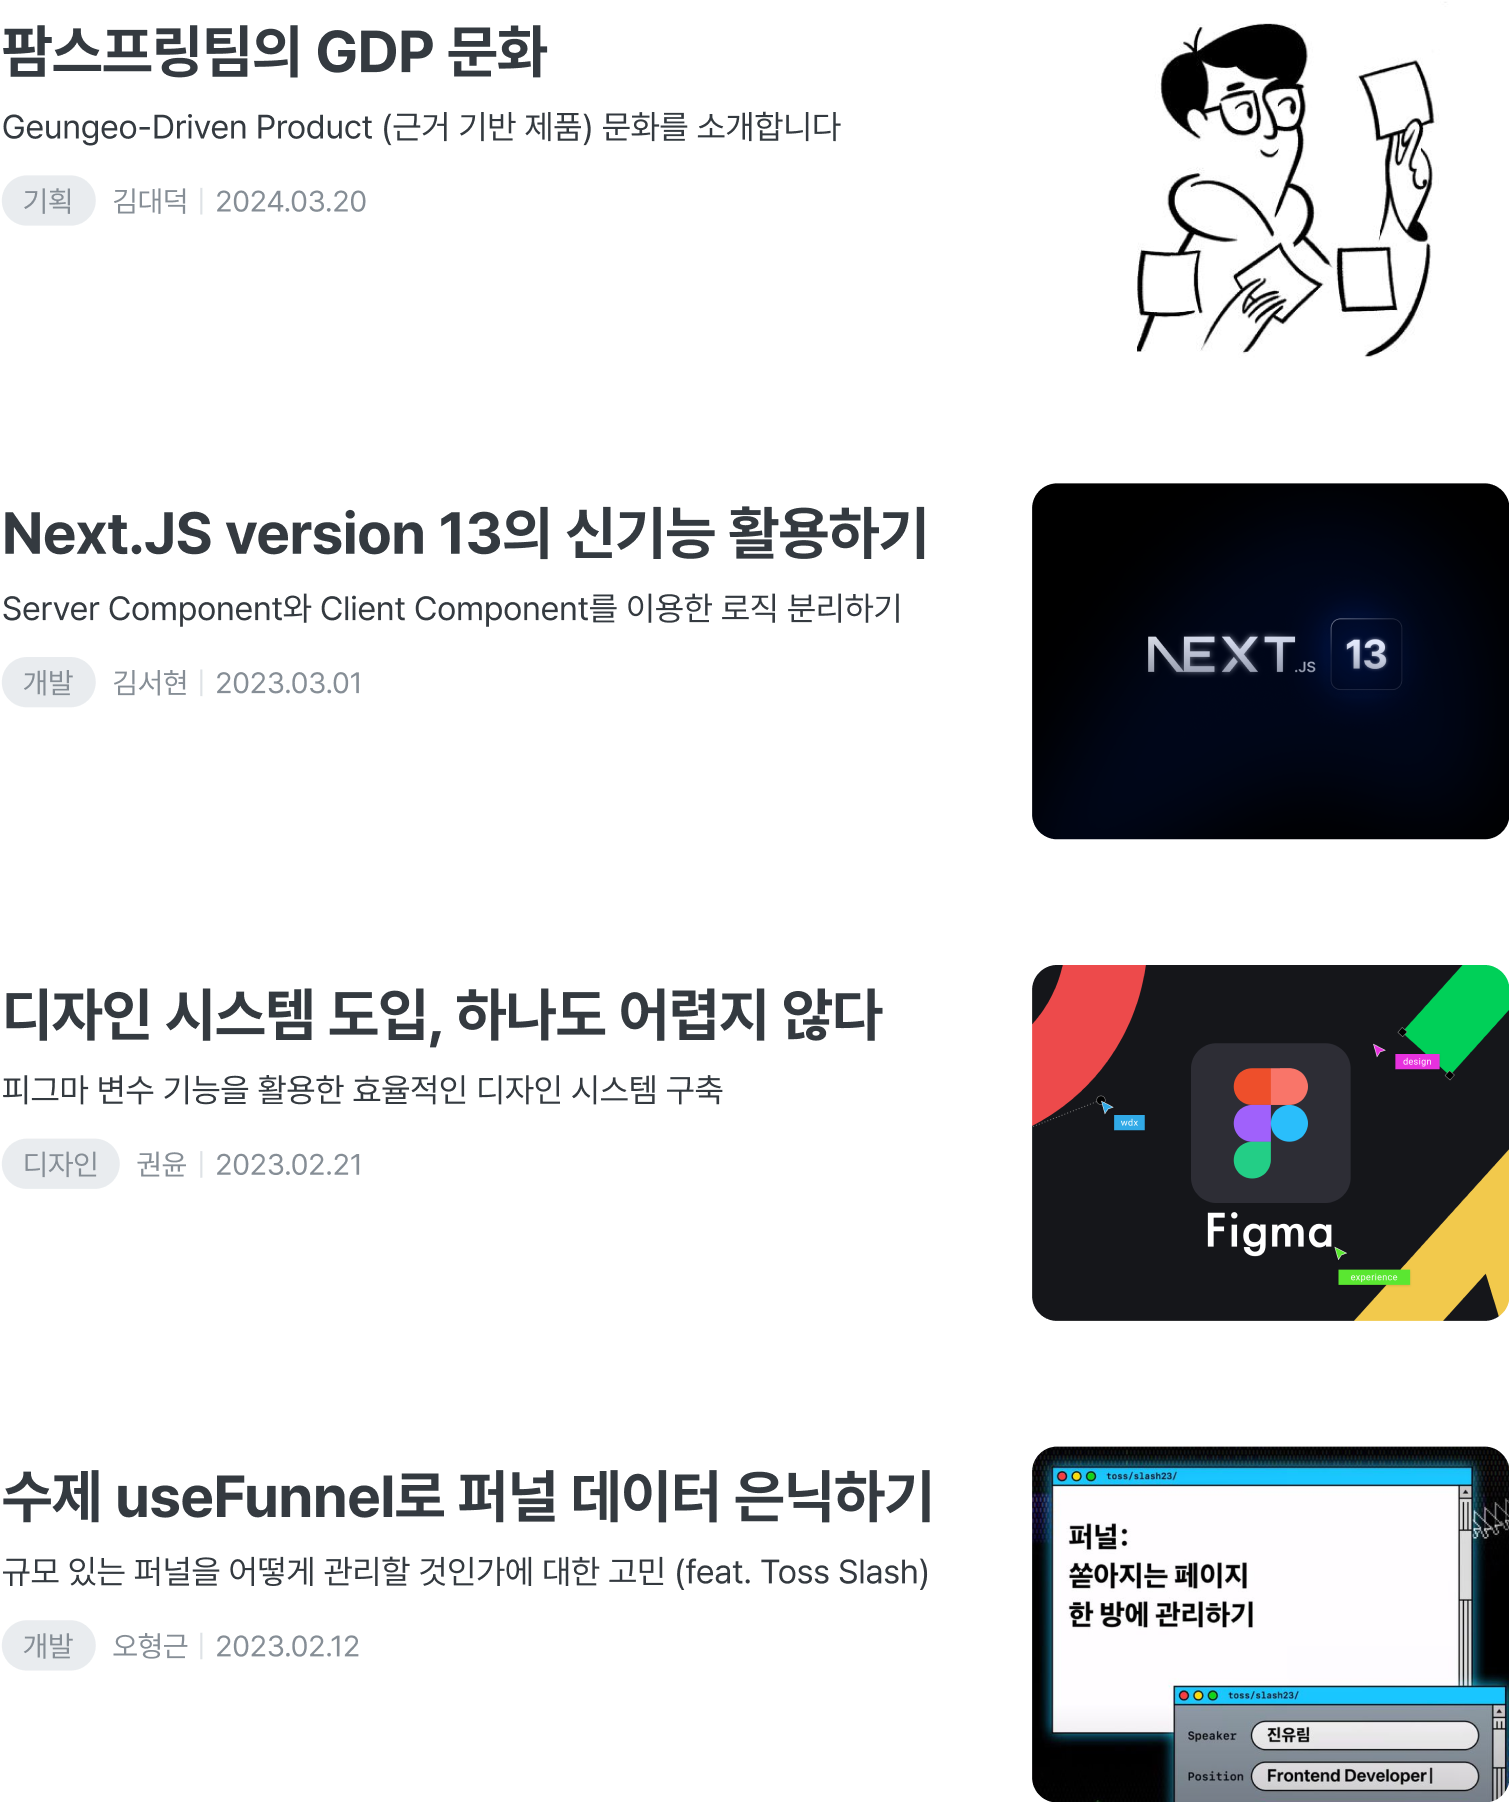 팜스프링팀의 GDP 문화
Geungeo-Driven Product (근거 기반 제품) 문화를 소개합니다
기획 김대덕 2024.03.20
Next.JS version 13의 신기능 활용하기
Server Component와 Client Component를 이용한 로직 분리하기
개발 김서현 2023.03.01
NEXT.JS 13
디자인 시스템 도입, 하나도 어렵지 않다
피그마 변수 기능을 활용한 효율적인 디자인 시스템 구축
디자인 권윤 2023.02.21
design
wdx
Figma
experience
수제 useFunnel로 퍼널 데이터 은닉하기
규모 있는 퍼널을 어떻게 관리할 것인가에 대한 고민 (feat. Toss Slash)
개발 오형근 2023.02.12
toss/slash23/
퍼널:
쏟아지는 페이지
한 방에 관리하기
toss/slash23/
Speaker 진유림
Position Frontend Developer